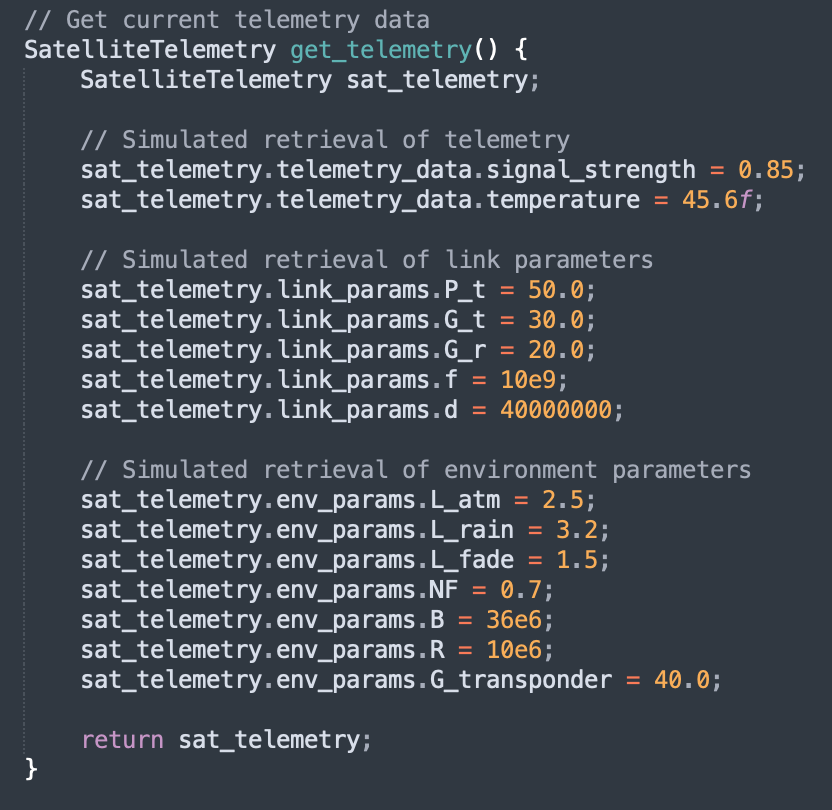 // Get current telemetry data
SatelliteTelemetry get_telemetry() {
    SatelliteTelemetry sat_telemetry;

    // Simulated retrieval of telemetry
    sat_telemetry.telemetry_data.signal_strength = 0.85;
    sat_telemetry.telemetry_data.temperature = 45.6f;

    // Simulated retrieval of link parameters
    sat_telemetry.link_params.P_t = 50.0;
    sat_telemetry.link_params.G_t = 30.0;
    sat_telemetry.link_params.G_r = 20.0;
    sat_telemetry.link_params.f = 10e9;
    sat_telemetry.link_params.d = 40000000;

    // Simulated retrieval of environment parameters
    sat_telemetry.env_params.L_atm = 2.5;
    sat_telemetry.env_params.L_rain = 3.2;
    sat_telemetry.env_params.L_fade = 1.5;
    sat_telemetry.env_params.NF = 0.7;
    sat_telemetry.env_params.B = 36e6;
    sat_telemetry.env_params.R = 10e6;
    sat_telemetry.env_params.G_transponder = 40.0;

    return sat_telemetry;
}